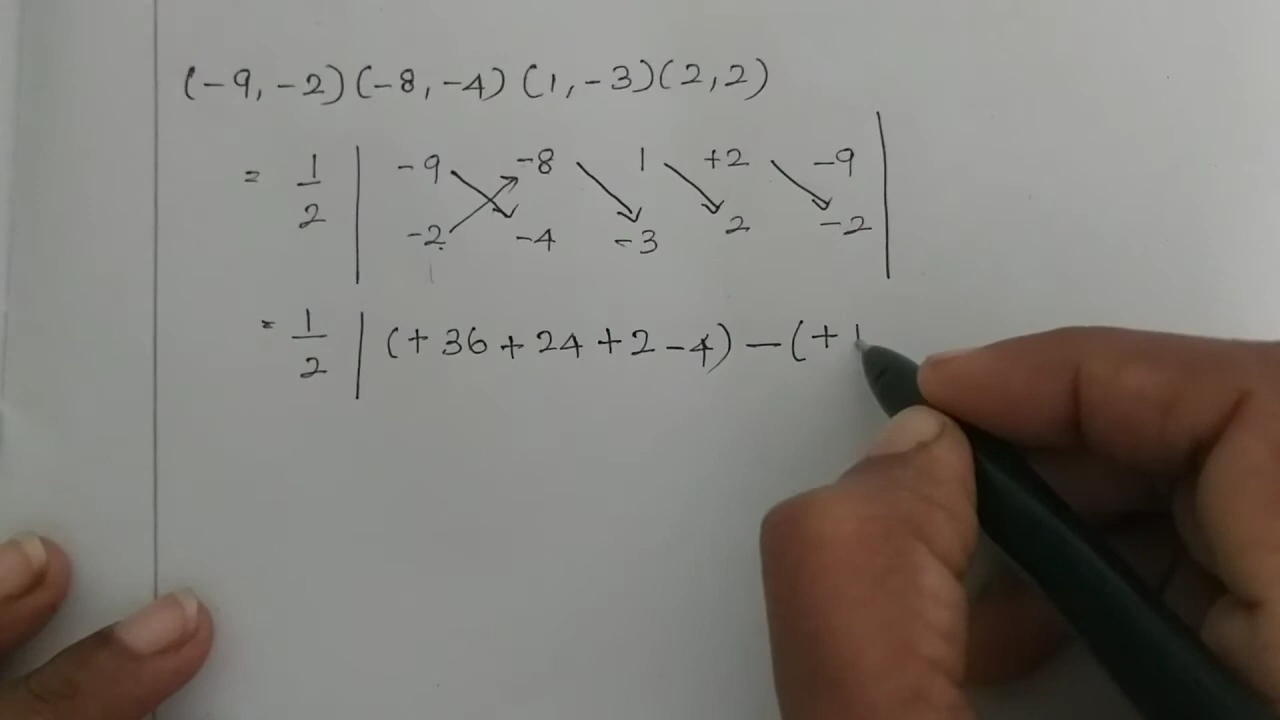 (-9, -2) (-8, -4) (1, -3) (2, 2)
= 1/2 | -9 -8 1 +2 -9 |
-2 -4 -3 2 -2
= 1/2 | (+ 36 + 24 + 2 - 4) - (+ 1